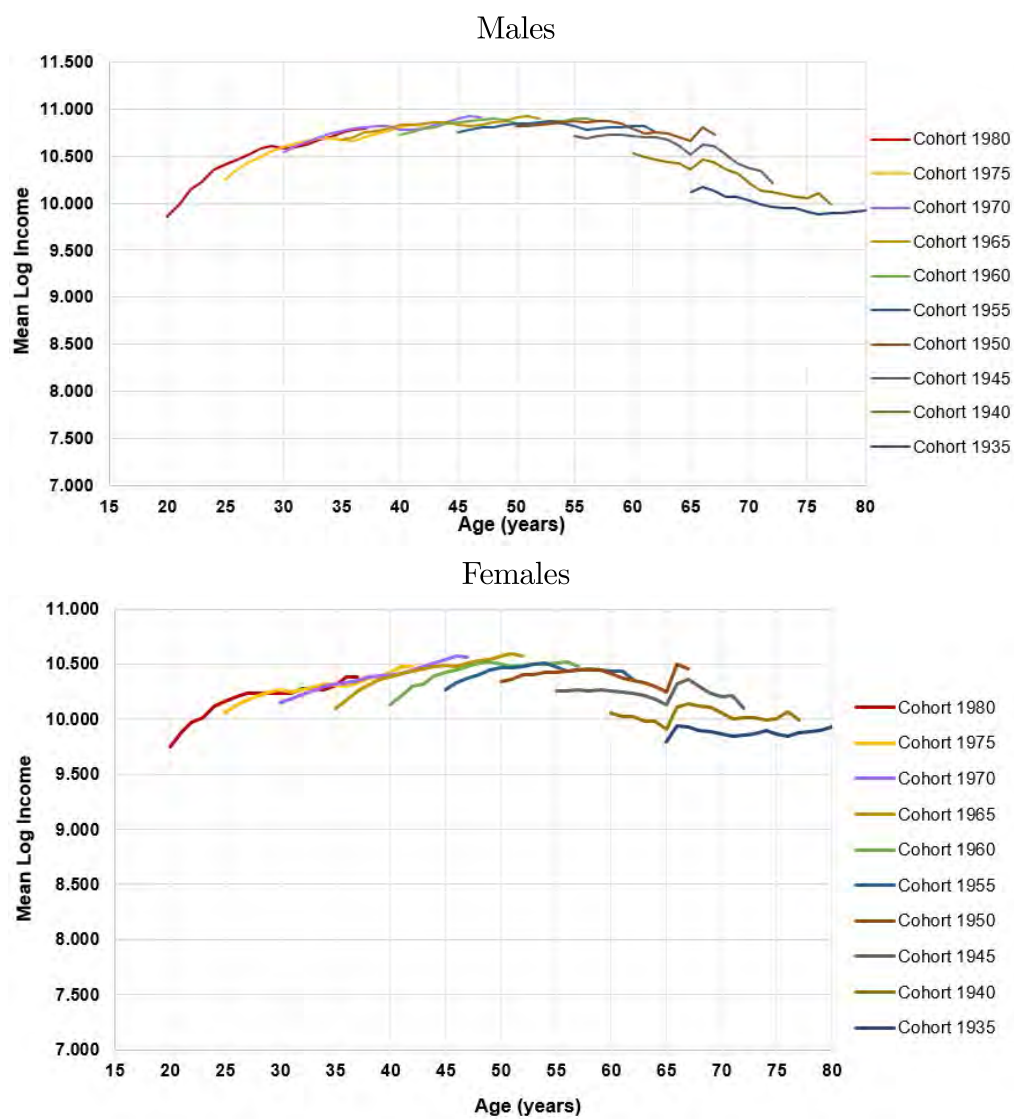 Males
11.500
11.000
10.500
10.000
9.500
9.000
8.500
8.000
7.500
7.000
Mean Log Income
15 20 25 30 35 40 45 50 55 60 65 70 75 80
Age (years)
Cohort 1980
Cohort 1975
Cohort 1970
Cohort 1965
Cohort 1960
Cohort 1955
Cohort 1950
Cohort 1945
Cohort 1940
Cohort 1935
Females
11.000
10.500
10.000
9.500
9.000
8.500
8.000
7.500
7.000
Mean Log Income
15 20 25 30 35 40 45 50 55 60 65 70 75 80
Age (years)
Cohort 1980
Cohort 1975
Cohort 1970
Cohort 1965
Cohort 1960
Cohort 1955
Cohort 1950
Cohort 1945
Cohort 1940
Cohort 1935